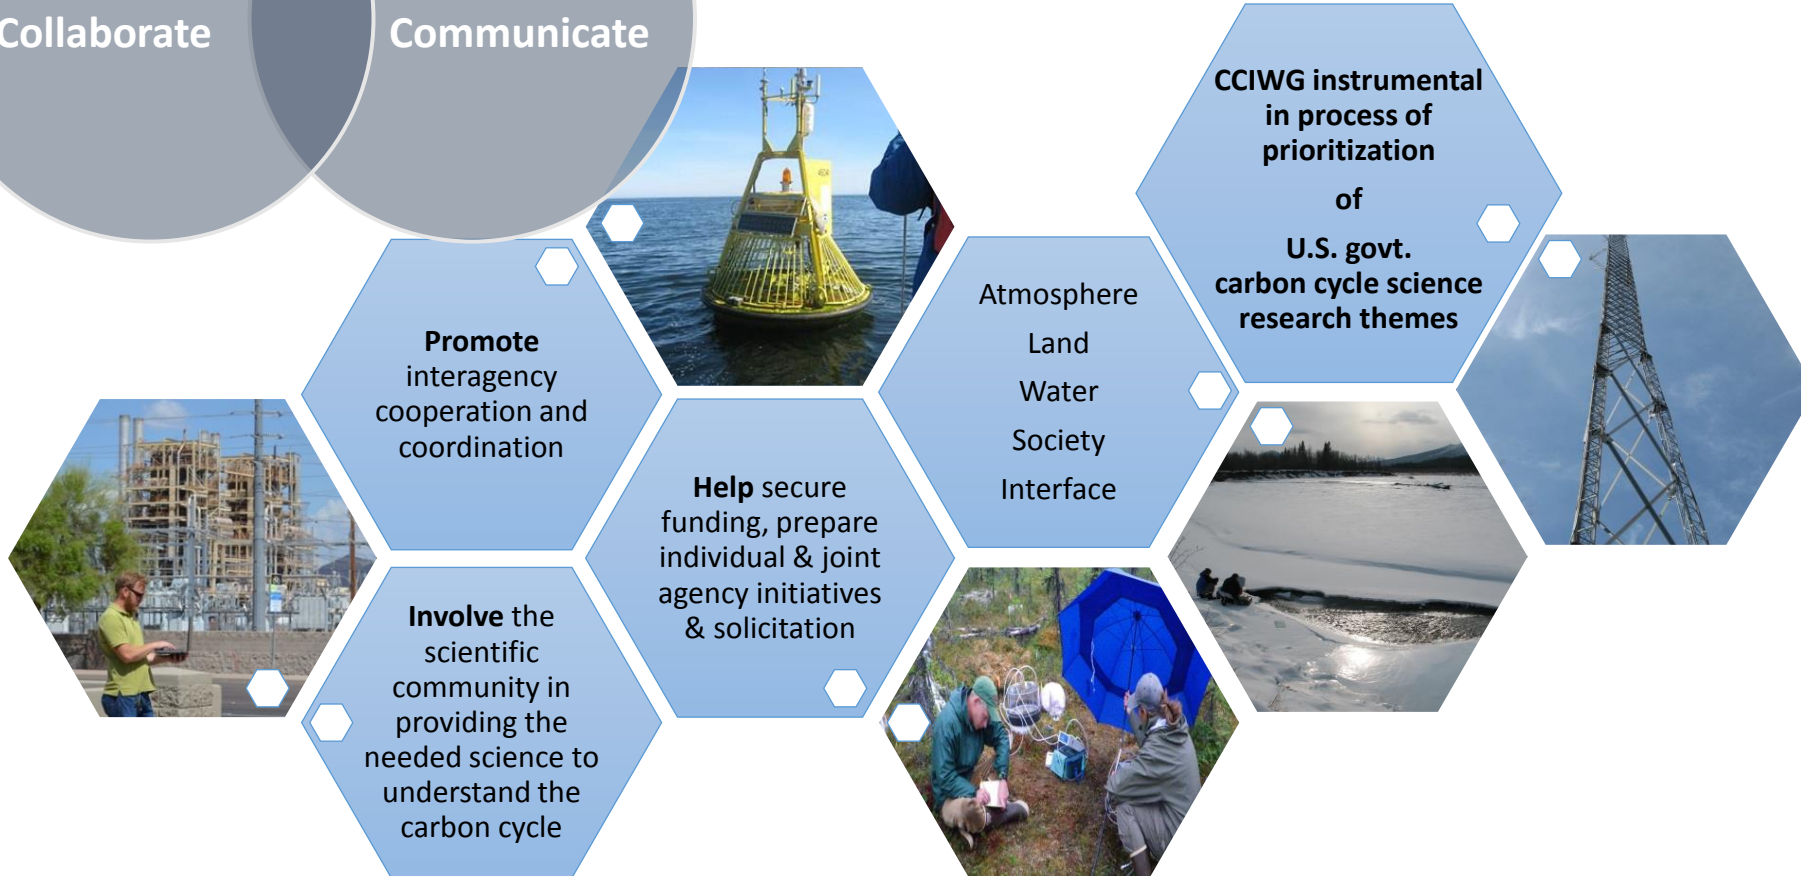 Collaborate
Communicate
CCIWG instrumental
in process of
prioritization
of
U.S. govt.
carbon cycle science
research themes
Atmosphere
Land
Water
Society
Interface
Promote
interagency
cooperation and
coordination
Help secure
funding, prepare
individual & joint
agency initiatives
& solicitation
Involve the
scientific
community in
providing the
needed science to
understand the
carbon cycle